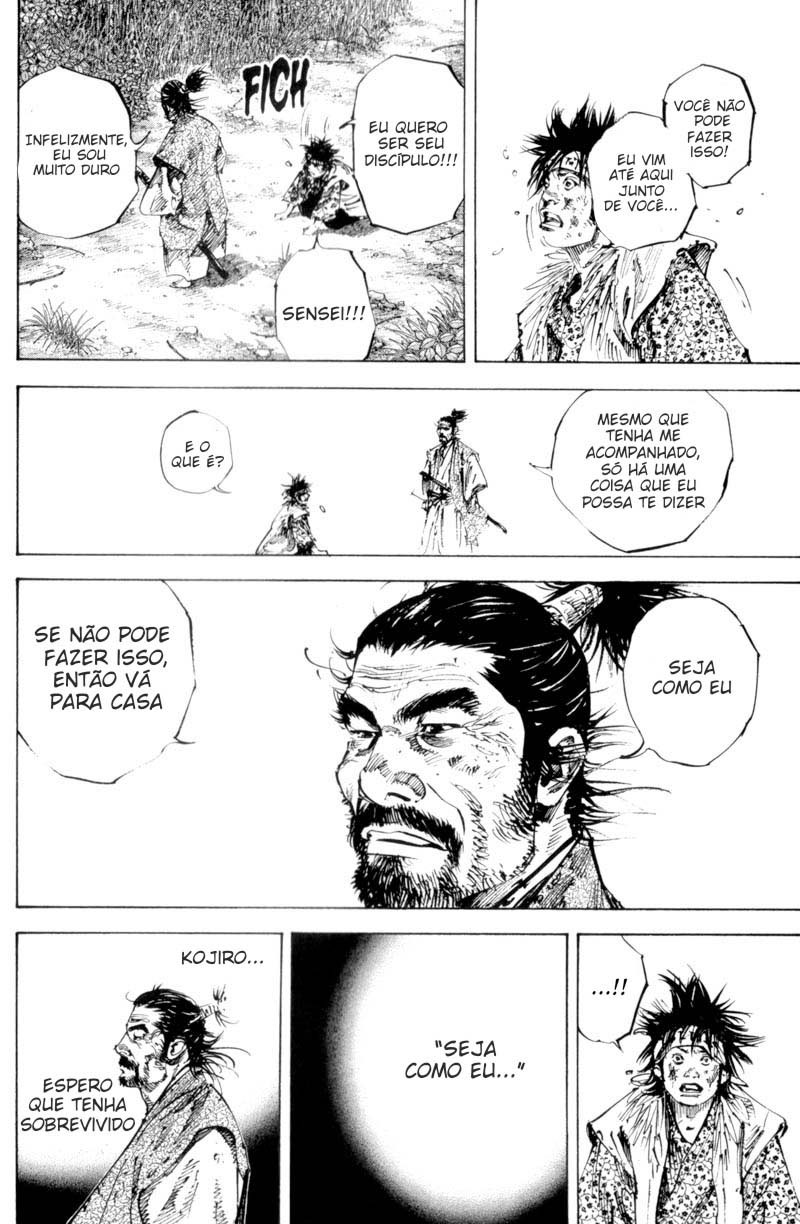 VOCÊ NÃO
PODE
FAZER
ISSO!
EU VIM
ATÉ AQUI
JUNTO
DE VOCÊ...
EU QUERO
SER SEU
DISCÍPULO!!!
SENSEI!!!
FICH
INFELIZMENTE,
EU SOU
MUITO DURO
MESMO QUE
TENHA ME
ACOMPANHADO,
SÓ HÁ UMA
COISA QUE EU
POSSA TE DIZER
E O
QUE É?
SEJA
COMO EU
SE NÃO PODE
FAZER ISSO,
ENTÃO VÁ
PARA CASA
...!!
"SEJA
COMO EU..."
KOJIRO...
ESPERO
QUE TENHA
SOBREVIVIDO